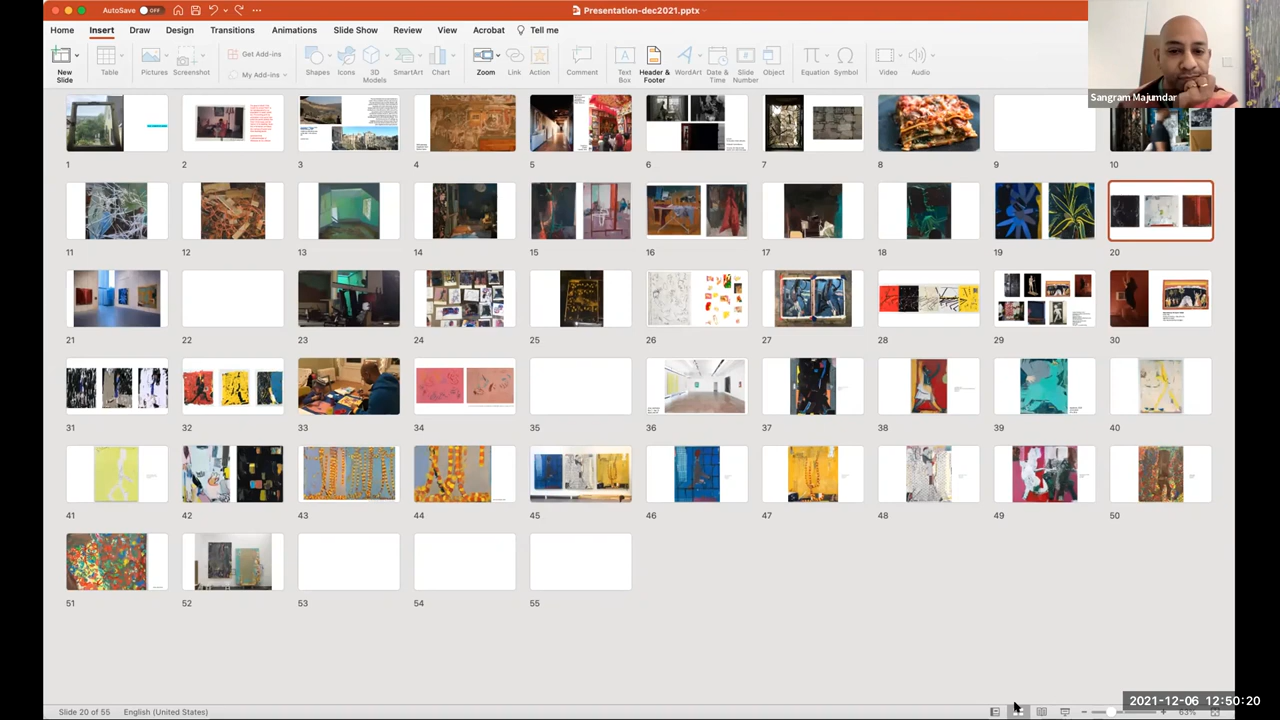 AutoSave OFF
Presentation-dec2021.pptx
Home Insert Draw Design Transitions Animations Slide Show Review View Acrobat Tell me
New Slide
Table
Pictures
Screenshot
Get Add-ins
My Add-ins
Shapes
Icons
3D Models
SmartArt
Chart
Zoom
Link
Action
Comment
Text Box
Header & Footer
WordArt
Date & Time
Slide Number
Object
Equation
Symbol
Video
Audio
Sangram Majumdar
1 2 3 4 5 6 7 8 9 10
11 12 13 14 15 16 17 18 19 20
21 22 23 24 25 26 27 28 29 30
31 32 33 34 35 36 37 38 39 40
41 42 43 44 45 46 47 48 49 50
51 52 53 54 55
Slide 20 of 55 English (United States)
63%
2021-12-06 12:50:20